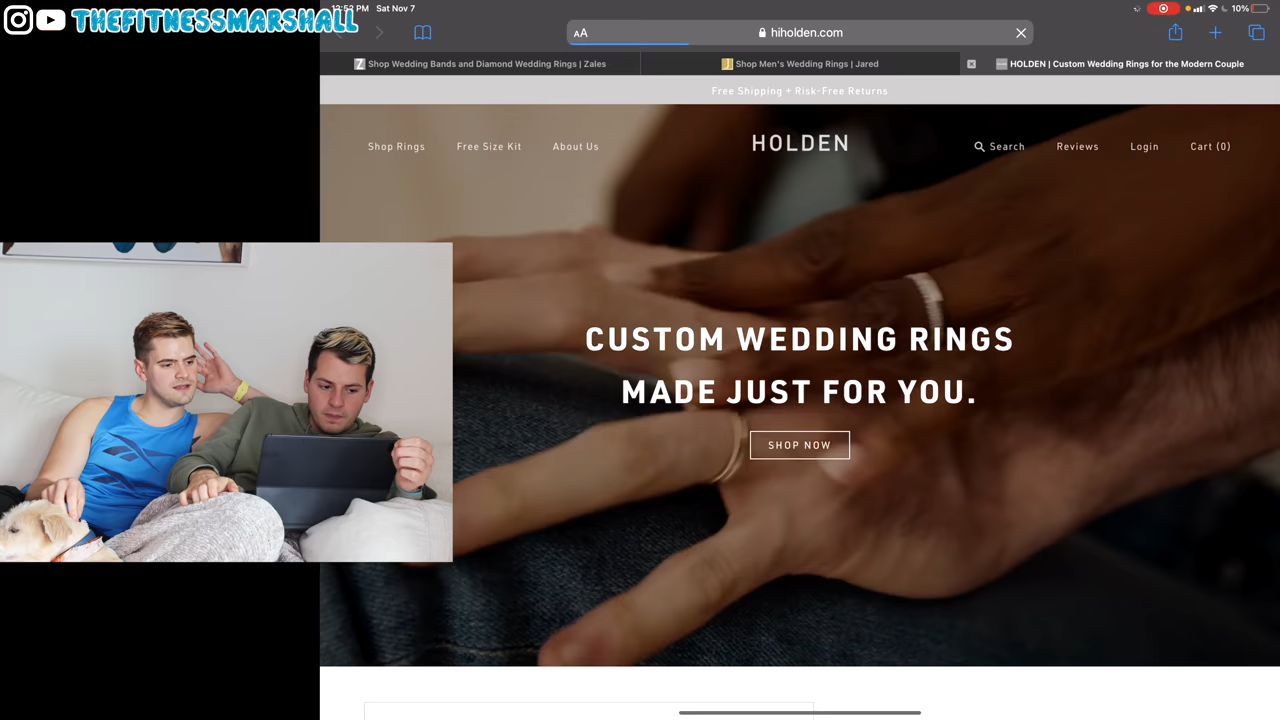 THEFITNESSMARSHALL
12:52 PM Sat Nov 7
10%
AA
hiholden.com
Shop Wedding Bands and Diamond Wedding Rings | Zales
Shop Men's Wedding Rings | Jared
HOLDEN | Custom Wedding Rings for the Modern Couple
Free Shipping + Risk-Free Returns
Shop Rings
Free Size Kit
About Us
HOLDEN
Search
Reviews
Login
Cart (0)
CUSTOM WEDDING RINGS
MADE JUST FOR YOU.
SHOP NOW